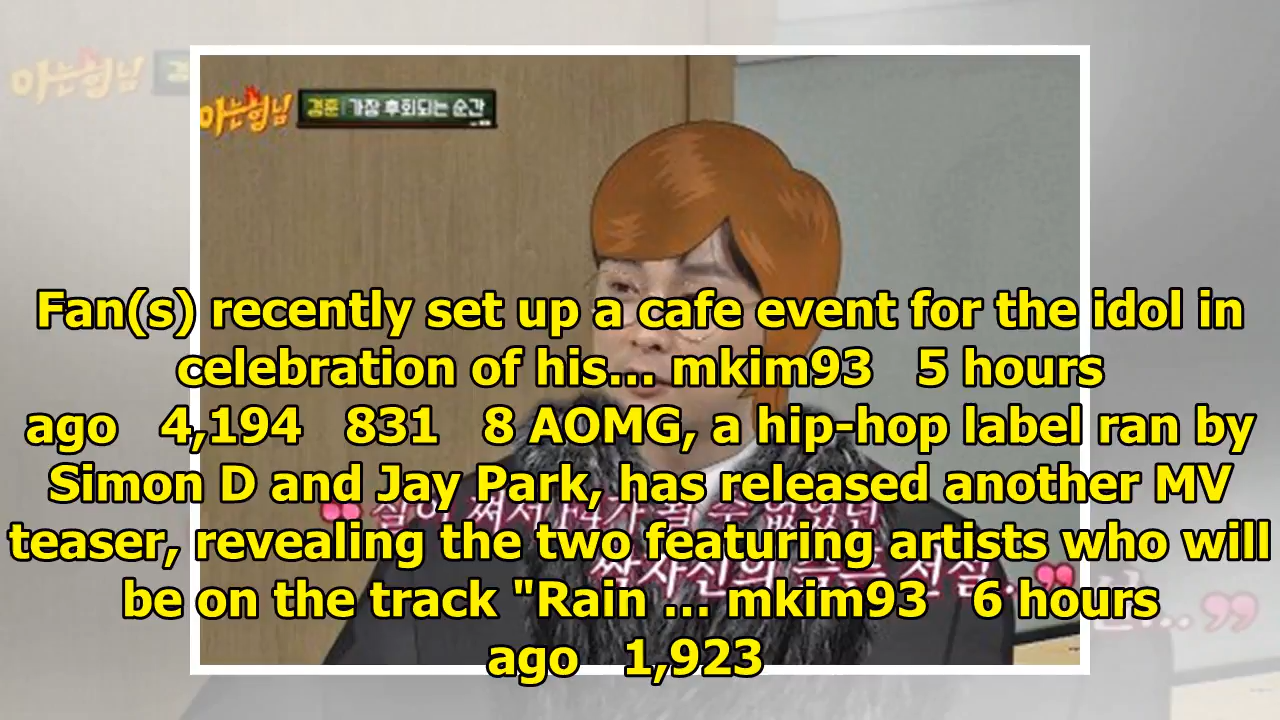 아는형님
경훈 가장 후회되는 순간
Fan(s) recently set up a cafe event for the idol in
celebration of his... mkim93 5 hours
ago 4,194 831 8 AOMG, a hip-hop label ran by
Simon D and Jay Park, has released another MV
teaser, revealing the two featuring artists who will
be on the track "Rain ... mkim93 6 hours
ago 1,923